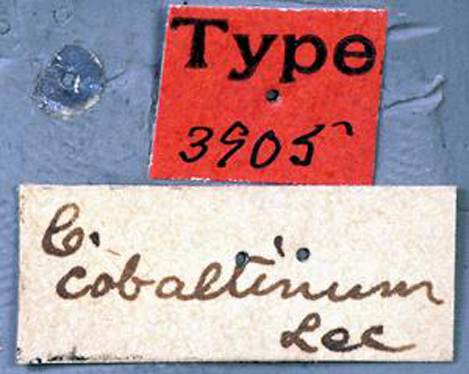 Type
3905
C.
cobaltinum
Lec